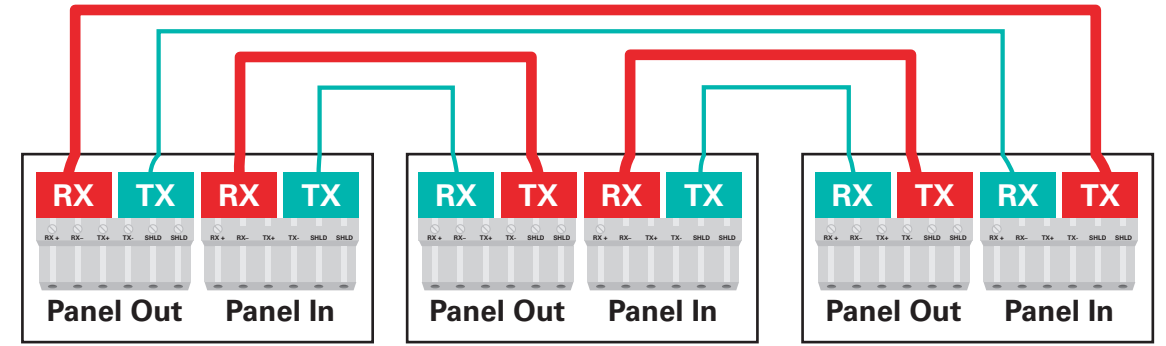 RX TX RX TX RX TX RX TX RX TX RX TX
RX + RX– TX+ TX- SHLD SHLD RX + RX– TX+ TX- SHLD SHLD RX + RX– TX+ TX- SHLD SHLD RX + RX– TX+ TX- SHLD SHLD RX + RX– TX+ TX- SHLD SHLD RX + RX– TX+ TX- SHLD SHLD
Panel Out Panel In Panel Out Panel In Panel Out Panel In